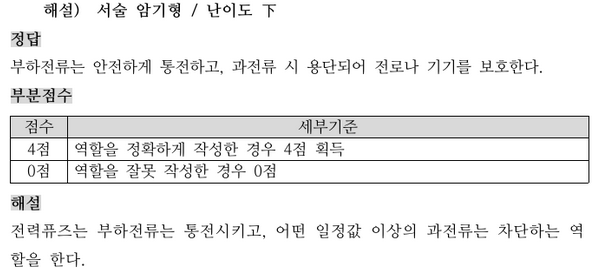 해설) 서술 암기형 / 난이도 下
정답
부하전류는 안전하게 통전하고, 과전류 시 용단되어 전로나 기기를 보호한다.
부분점수
점수 세부기준
4점 역할을 정확하게 작성한 경우 4점 획득
0점 역할을 잘못 작성한 경우 0점
해설
전력퓨즈는 부하전류는 통전시키고, 어떤 일정값 이상의 과전류는 차단하는 역
할을 한다.